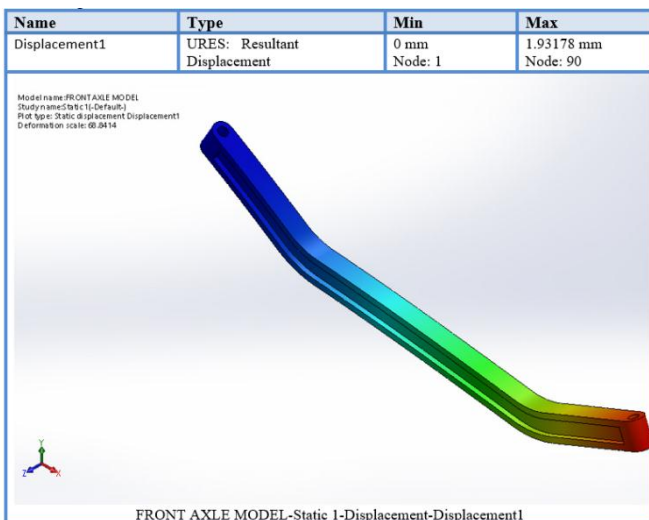 Name Type Min Max
Displacement1 URES: Resultant Displacement 0 mm Node: 1 1.93178 mm Node: 90
Model name:FRONT AXLE MODEL
Study name:Static 1(-Default-)
Plot type: Static displacement Displacement1
Deformation scale: 68.8414
Y
Z X
FRONT AXLE MODEL-Static 1-Displacement-Displacement1